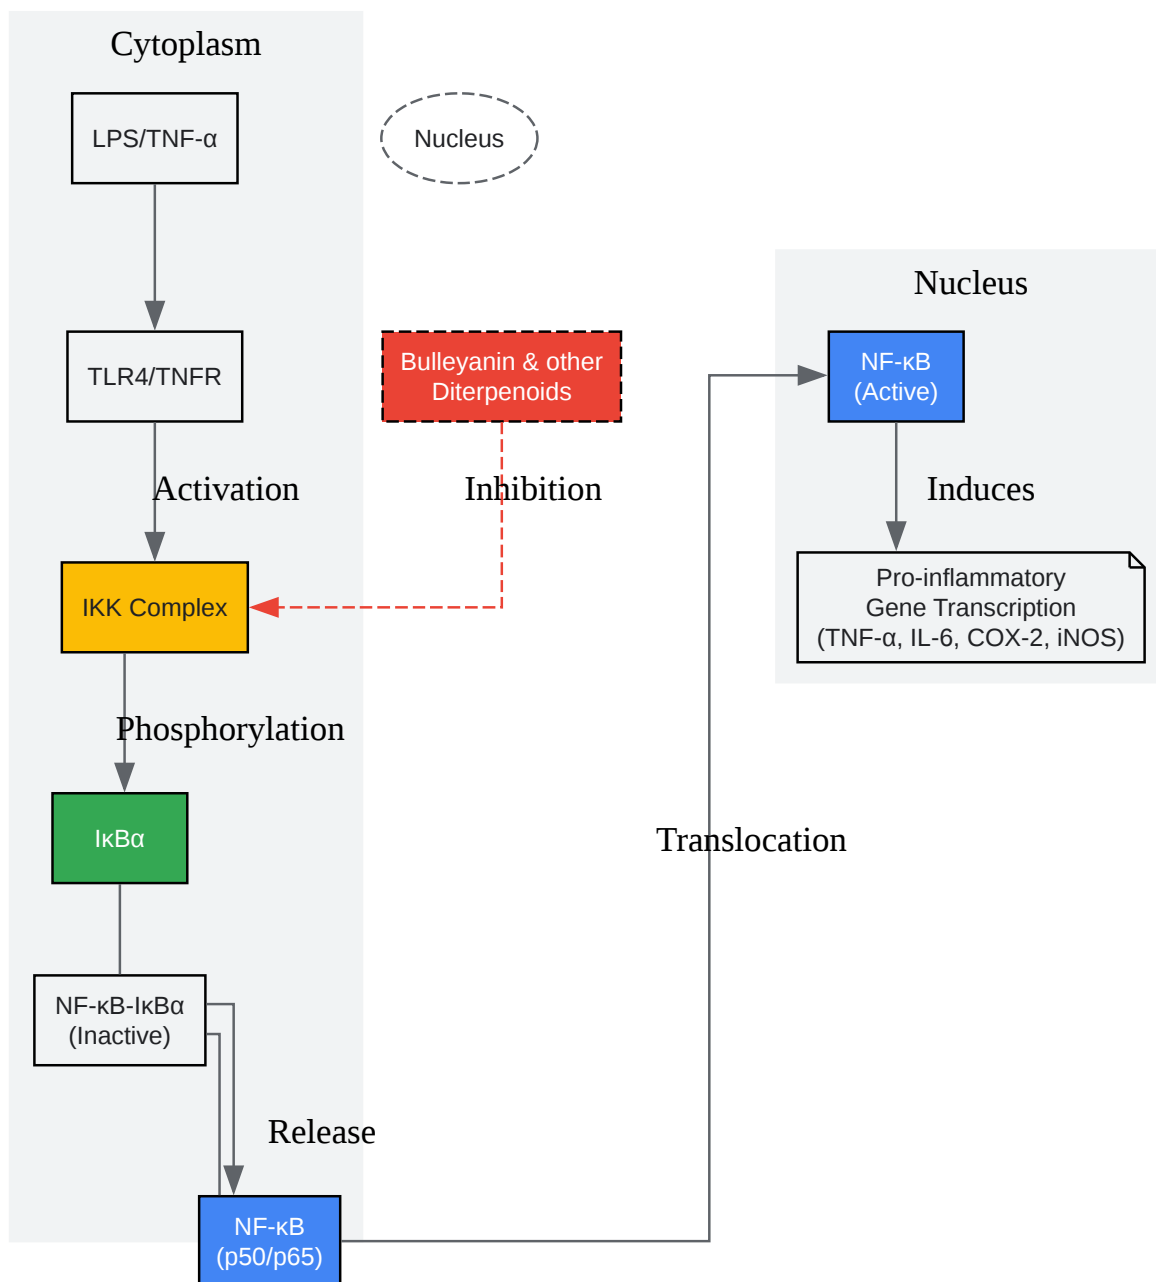 Cytoplasm
LPS/TNF-α
Nucleus
TLR4/TNFR
Bulleyanin & other
Diterpenoids
Activation
Inhibition
IKK Complex
Phosphorylation
IκBα
NF-κB-IκBα
(Inactive)
Release
NF-κB
(p50/p65)
Translocation
Nucleus
NF-κB
(Active)
Induces
Pro-inflammatory
Gene Transcription
(TNF-α, IL-6, COX-2, iNOS)